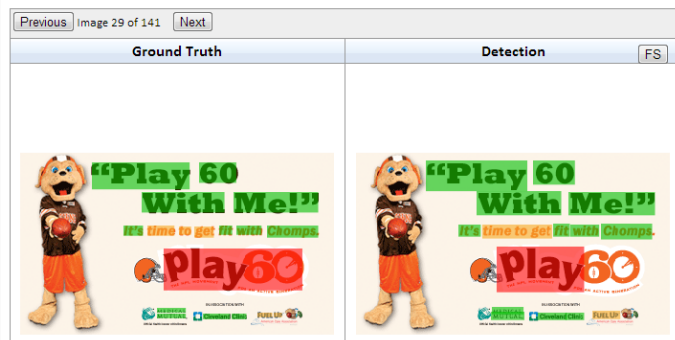 Previous Image 29 of 141 Next
Ground Truth Detection FS
“Play 60
With Me!”
It's time to get fit with Chomps.
play60
IN ASSOCIATION WITH
MEDICAL MUTUAL Cleveland Clinic FUEL UP
“Play 60
With Me!”
It's time to get fit with Chomps.
play60
IN ASSOCIATION WITH
MEDICAL MUTUAL Cleveland Clinic FUEL UP